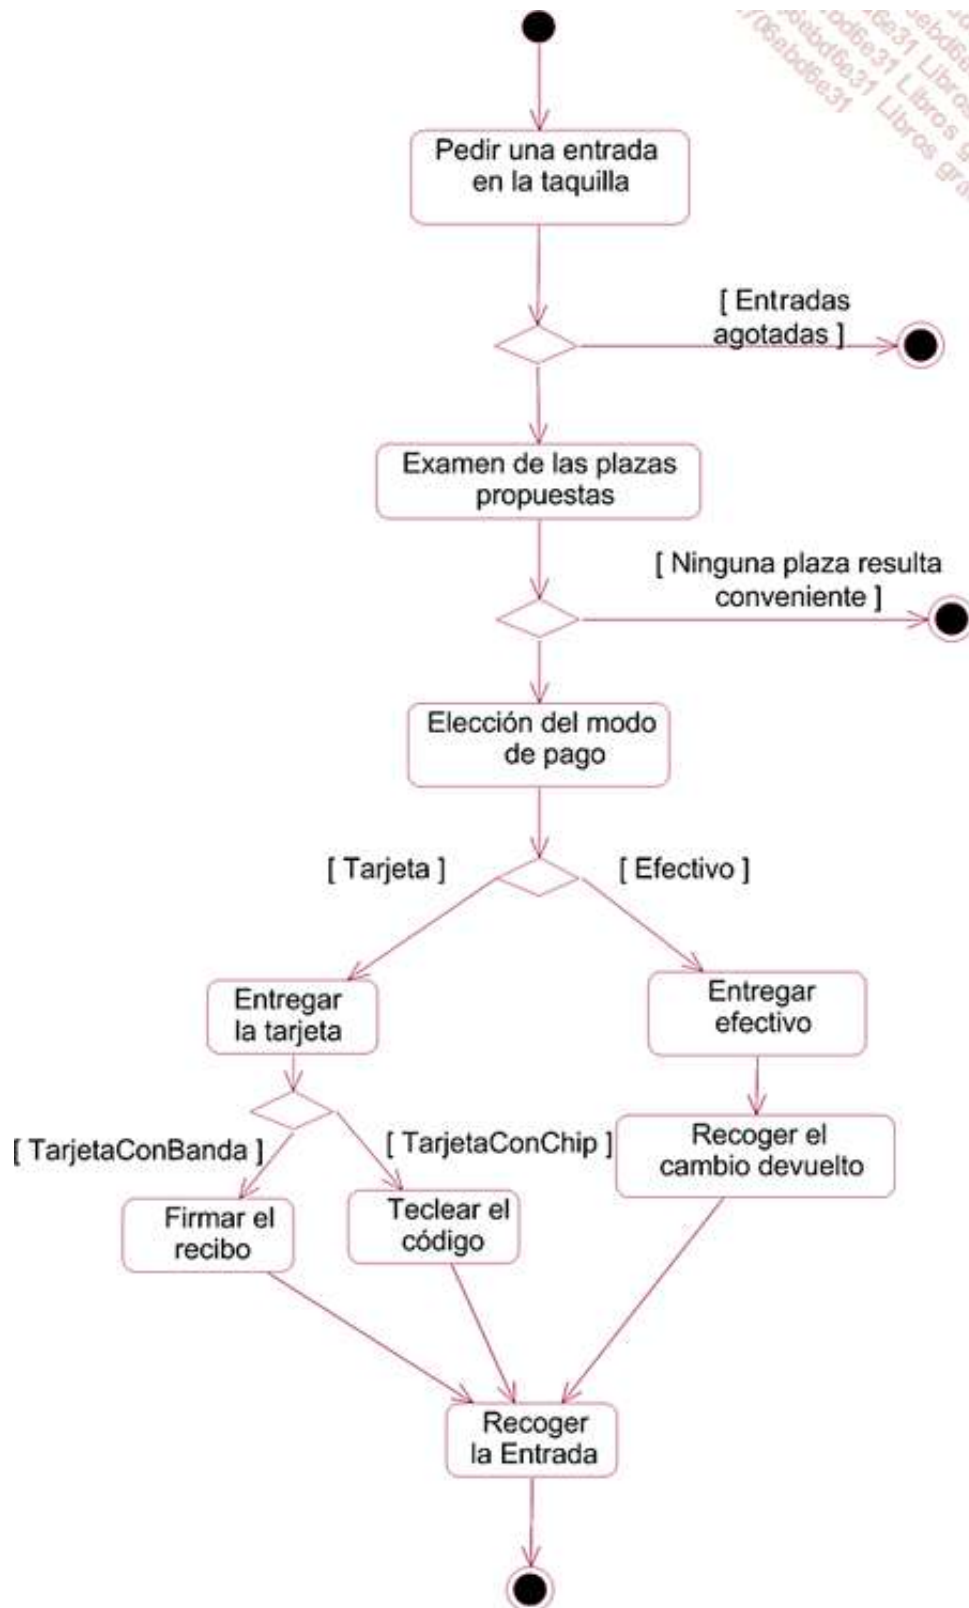 Pedir una entrada
en la taquilla
[ Entradas
agotadas ]
Examen de las plazas
propuestas
[ Ninguna plaza resulta
conveniente ]
Elección del modo
de pago
[ Tarjeta ]
[ Efectivo ]
Entregar
la tarjeta
Entregar
efectivo
[ TarjetaConBanda ]
[ TarjetaConChip ]
Recoger el
cambio devuelto
Firmar el
recibo
Teclear el
código
Recoger
la Entrada